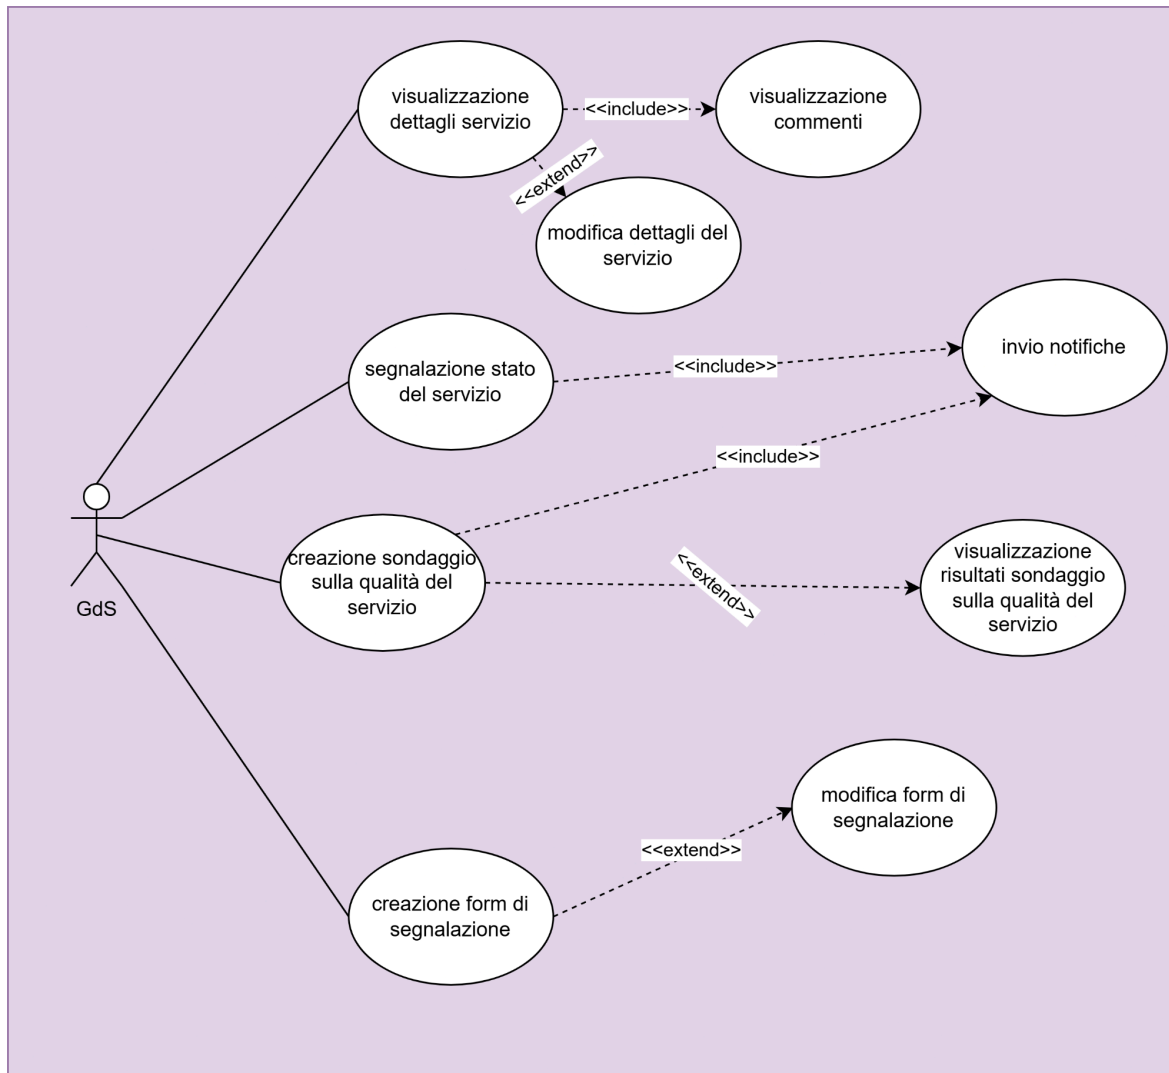 visualizzazione
dettagli servizio
<<include>>
visualizzazione
commenti
<<extend>>
modifica dettagli del
servizio
segnalazione stato
del servizio
<<include>>
invio notifiche
<<include>>
GdS
creazione sondaggio
sulla qualità del
servizio
<<extend>>
visualizzazione
risultati sondaggio
sulla qualità del
servizio
creazione form di
segnalazione
<<extend>>
modifica form di
segnalazione